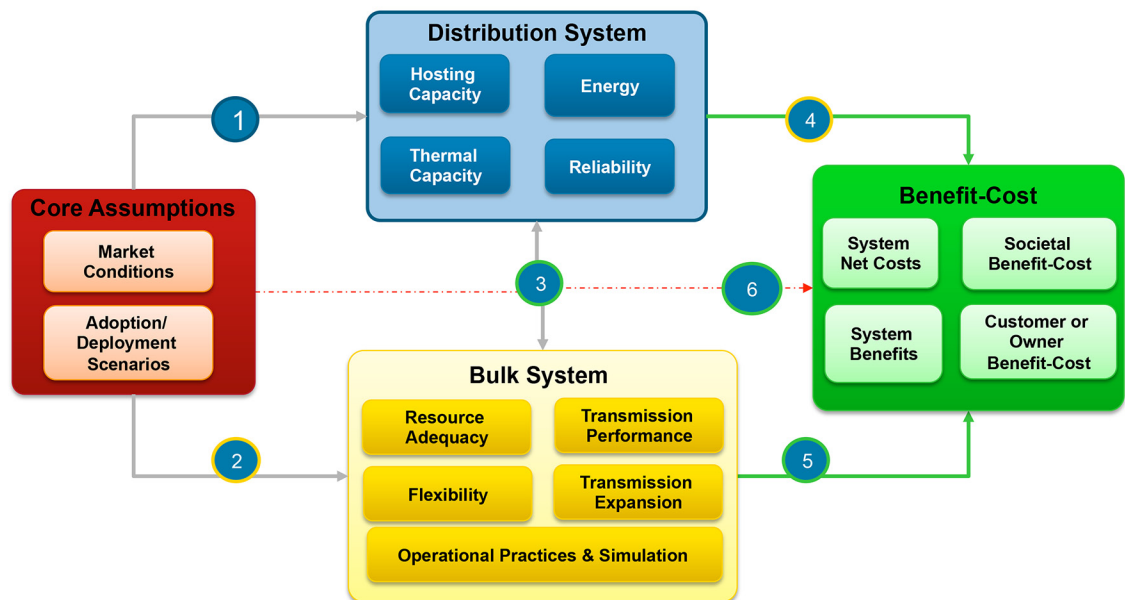 Distribution System
Hosting
Capacity
Energy
Thermal
Capacity
Reliability
1
4
Core Assumptions
Market
Conditions
Adoption/
Deployment
Scenarios
3
6
Benefit-Cost
System
Net Costs
Societal
Benefit-Cost
System
Benefits
Customer or
Owner
Benefit-Cost
2
5
Bulk System
Resource
Adequacy
Transmission
Performance
Flexibility
Transmission
Expansion
Operational Practices & Simulation